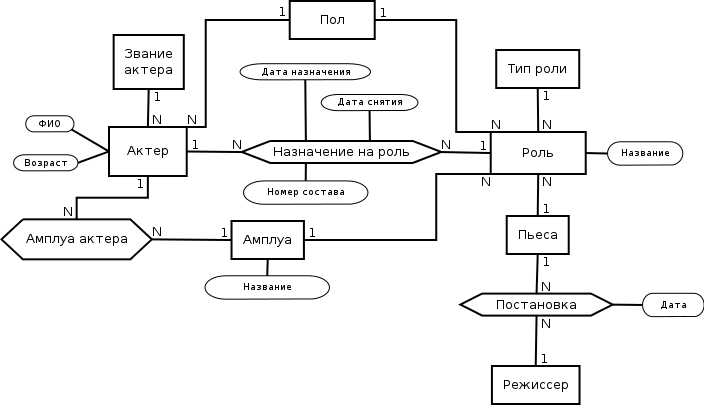 1
Пол
1
Звание
актера
Дата назначения
Тип роли
1
Дата снятия
1
ФИО
N
N
N
N
Актер
1
N
Назначение на роль
N
1
Роль
Название
Возраст
1
Номер состава
N
N
N
1
Амплуа актера
N
1
Амплуа
1
Пьеса
1
Название
N
Постановка
Дата
N
1
Режиссер